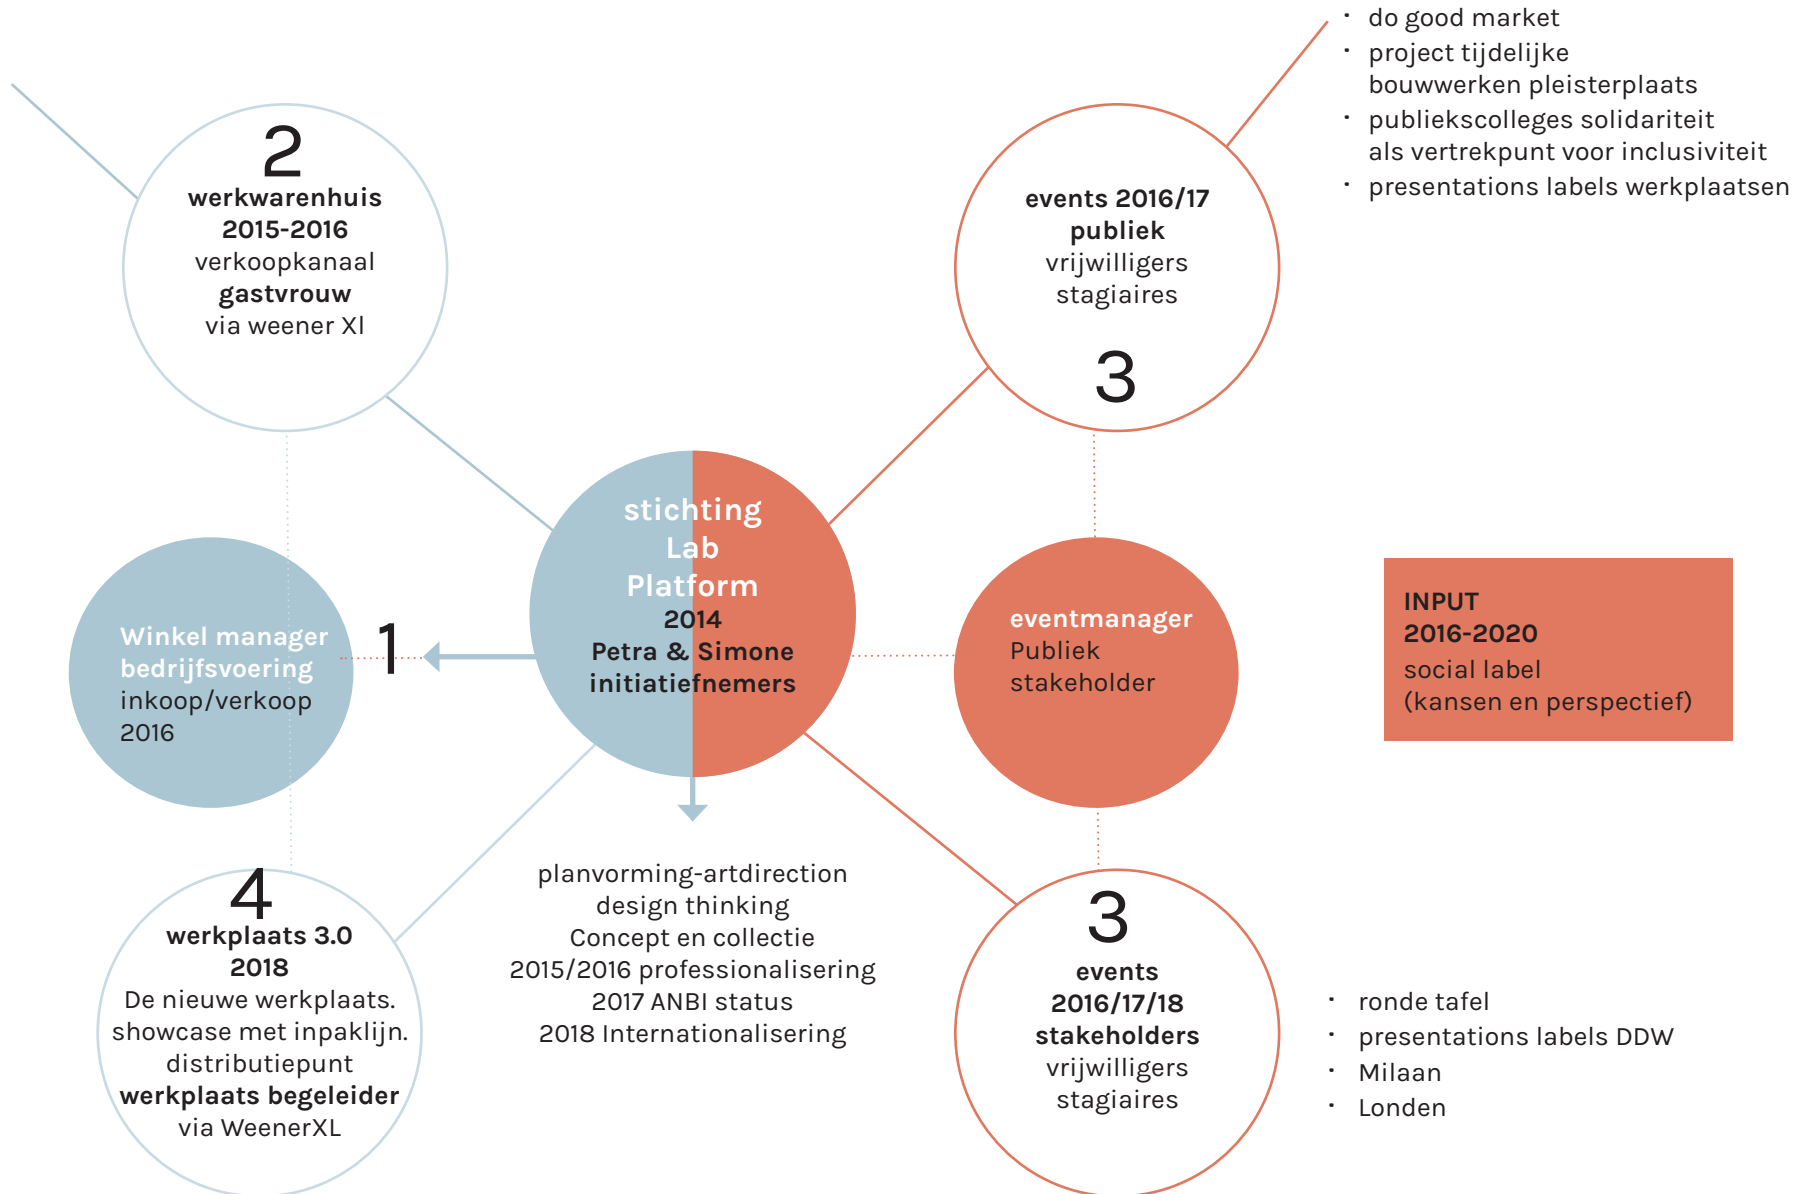 2
werkwarenhuis
2015-2016
verkoopkanaal
gastvrouw
via weener Xl
events 2016/17
publiek
vrijwilligers
stagiaires
3
· do good market
· project tijdelijke
bouwwerken pleisterplaats
· publiekscolleges solidariteit
als vertrekpunt voor inclusiviteit
· presentations labels werkplaatsen
Winkel manager
bedrijfsvoering
inkoop/verkoop
2016
1
stichting
Lab
Platform
2014
Petra & Simone
initiatiefnemers
eventmanager
Publiek
stakeholder
INPUT
2016-2020
social label
(kansen en perspectief)
4
werkplaats 3.0
2018
De nieuwe werkplaats.
showcase met inpaklijn.
distributiepunt
werkplaats begeleider
via WeenerXL
planvorming-artdirection
design thinking
Concept en collectie
2015/2016 professionalisering
2017 ANBI status
2018 Internationalisering
3
events
2016/17/18
stakeholders
vrijwilligers
stagiaires
· ronde tafel
· presentations labels DDW
· Milaan
· Londen